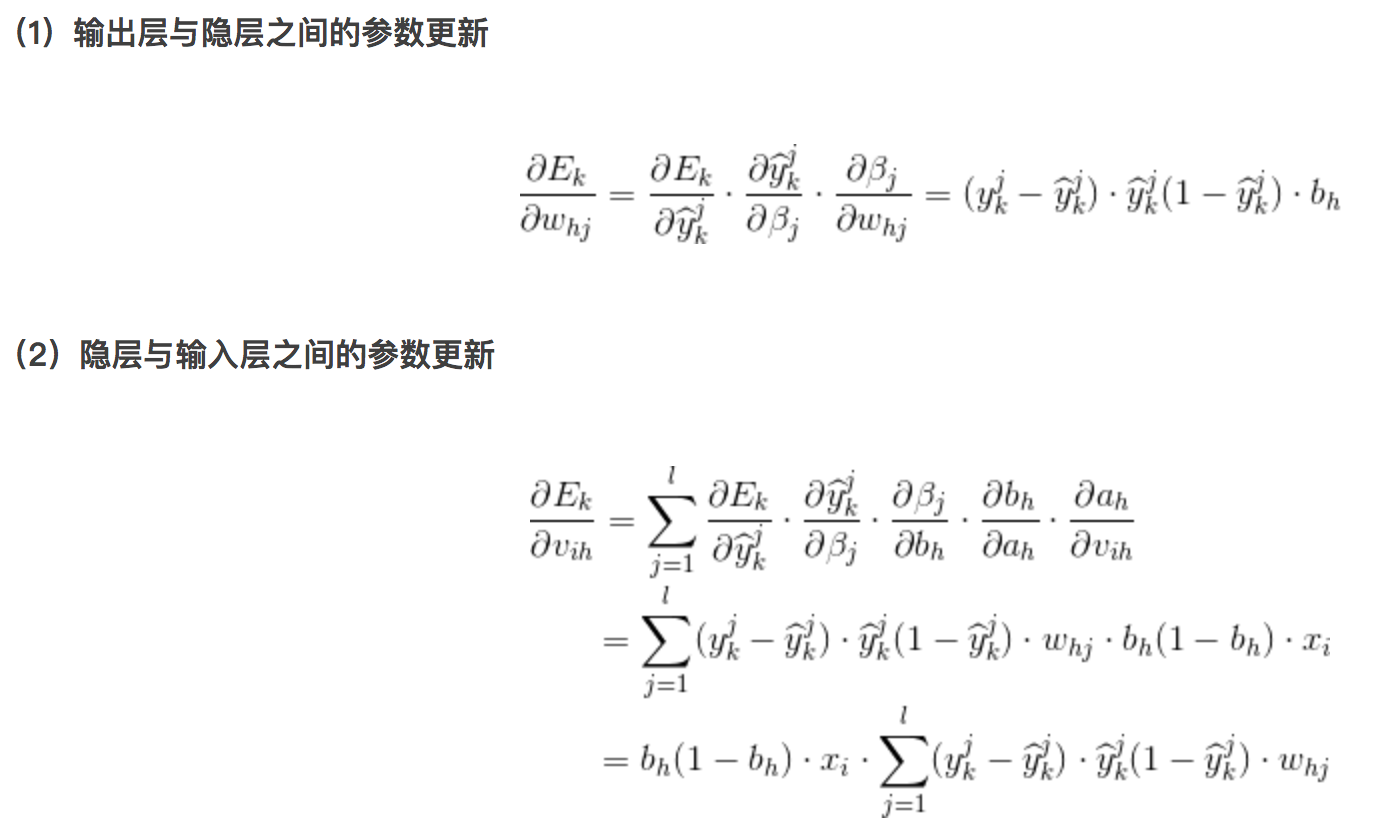 （1）输出层与隐层之间的参数更新
$\frac{\partial E_k}{\partial w_{hj}} = \frac{\partial E_k}{\partial \widehat{y}_k^j} \cdot \frac{\partial \widehat{y}_k^j}{\partial \beta_j} \cdot \frac{\partial \beta_j}{\partial w_{hj}} = (y_k^j - \widehat{y}_k^j) \cdot \widehat{y}_k^j (1 - \widehat{y}_k^j) \cdot b_h$
（2）隐层与输入层之间的参数更新
$\frac{\partial E_k}{\partial v_{ih}} = \sum_{j=1}^{l} \frac{\partial E_k}{\partial \widehat{y}_k^j} \cdot \frac{\partial \widehat{y}_k^j}{\partial \beta_j} \cdot \frac{\partial \beta_j}{\partial b_h} \cdot \frac{\partial b_h}{\partial a_h} \cdot \frac{\partial a_h}{\partial v_{ih}}$
$= \sum_{j=1}^{l} (y_k^j - \widehat{y}_k^j) \cdot \widehat{y}_k^j (1 - \widehat{y}_k^j) \cdot w_{hj} \cdot b_h (1 - b_h) \cdot x_i$
$= b_h (1 - b_h) \cdot x_i \cdot \sum_{j=1}^{l} (y_k^j - \widehat{y}_k^j) \cdot \widehat{y}_k^j (1 - \widehat{y}_k^j) \cdot w_{hj}$